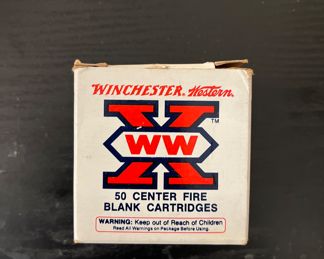 WINCHESTER. Western.
X TM
WW
50 CENTER FIRE
BLANK CARTRIDGES
WARNING: Keep out of Reach of Children
Read All Warnings on Package Before Using.